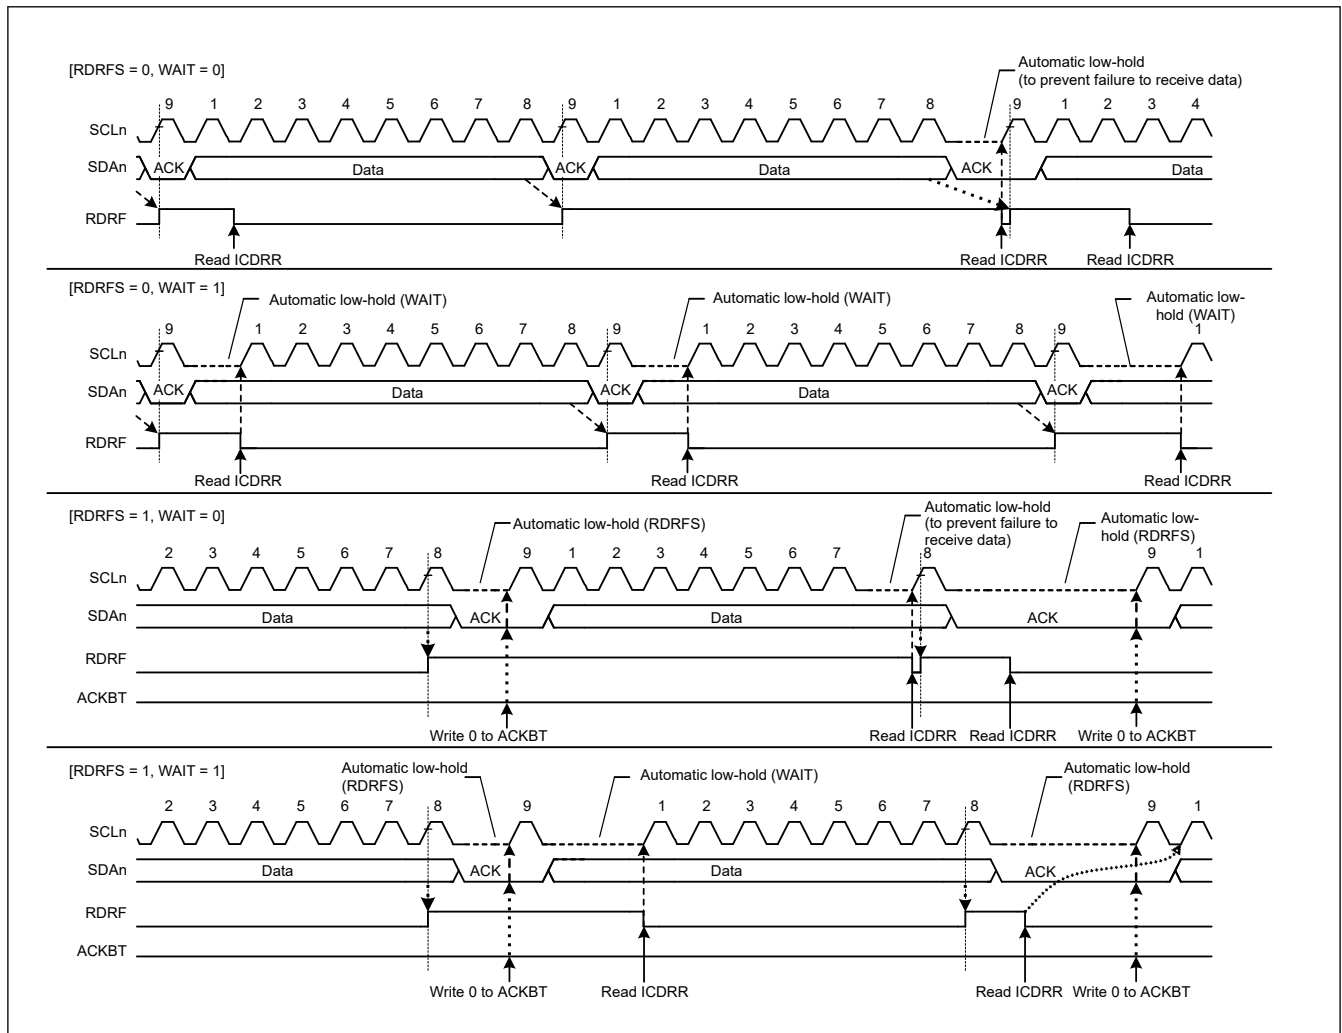 [RDRFS = 0, WAIT = 0]
Automatic low-hold
(to prevent failure to receive data)
9 1 2 3 4 5 6 7 8 9 1 2 3 4 5 6 7 8 9 1 2 3 4
SCLn
SDAn ACK Data ACK Data ACK Data
RDRF
Read ICDRR Read ICDRR Read ICDRR
[RDRFS = 0, WAIT = 1]
Automatic low-hold (WAIT) Automatic low-hold (WAIT) Automatic low-
hold (WAIT)
9 1 2 3 4 5 6 7 8 9 1 2 3 4 5 6 7 8 9 1
SCLn
SDAn ACK Data ACK Data ACK
RDRF
Read ICDRR Read ICDRR Read ICDRR
[RDRFS = 1, WAIT = 0]
Automatic low-hold (RDRFS)
Automatic low-hold
(to prevent failure to
receive data)
Automatic low-
hold (RDRFS)
2 3 4 5 6 7 8 9 1 2 3 4 5 6 7 8 9 1
SCLn
SDAn Data ACK Data ACK
RDRF
ACKBT
Write 0 to ACKBT Read ICDRR Read ICDRR Write 0 to ACKBT
[RDRFS = 1, WAIT = 1]
Automatic low-hold
(RDRFS)
Automatic low-hold (WAIT)
Automatic low-hold
(RDRFS)
2 3 4 5 6 7 8 9 1 2 3 4 5 6 7 8 9 1
SCLn
SDAn Data ACK Data ACK
RDRF
ACKBT
Write 0 to ACKBT Read ICDRR Read ICDRR Write 0 to ACKBT